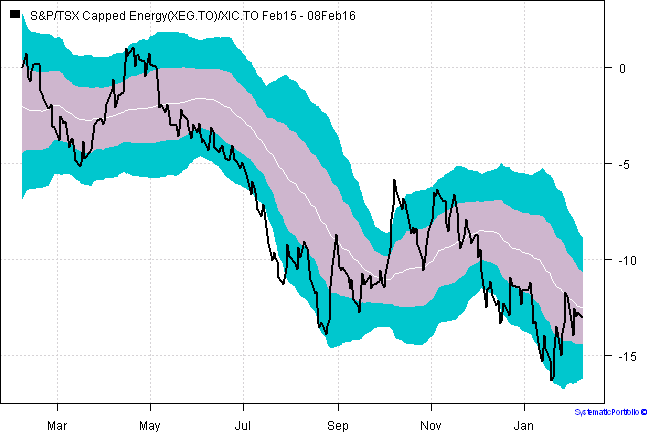 S&P/TSX Capped Energy(XEG.TO)/XIC.TO Feb15 - 08Feb16
0
-5
-10
-15
Mar May Jul Sep Nov Jan
SystematicPortfolio ©